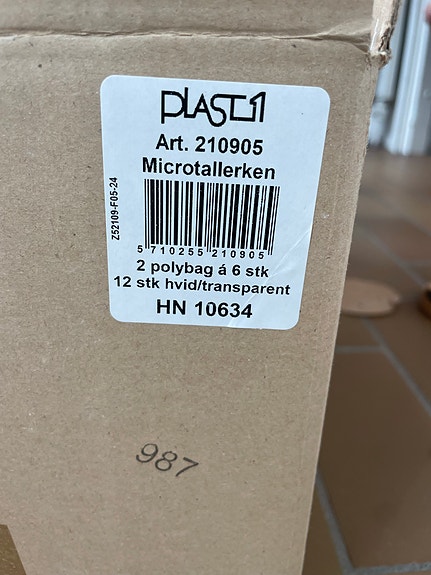 PLAST1
Art. 210905
Microtallerken
Z52109-F05-24
5 710255 210905
2 polybag á 6 stk
12 stk hvid/transparent
HN 10634
987